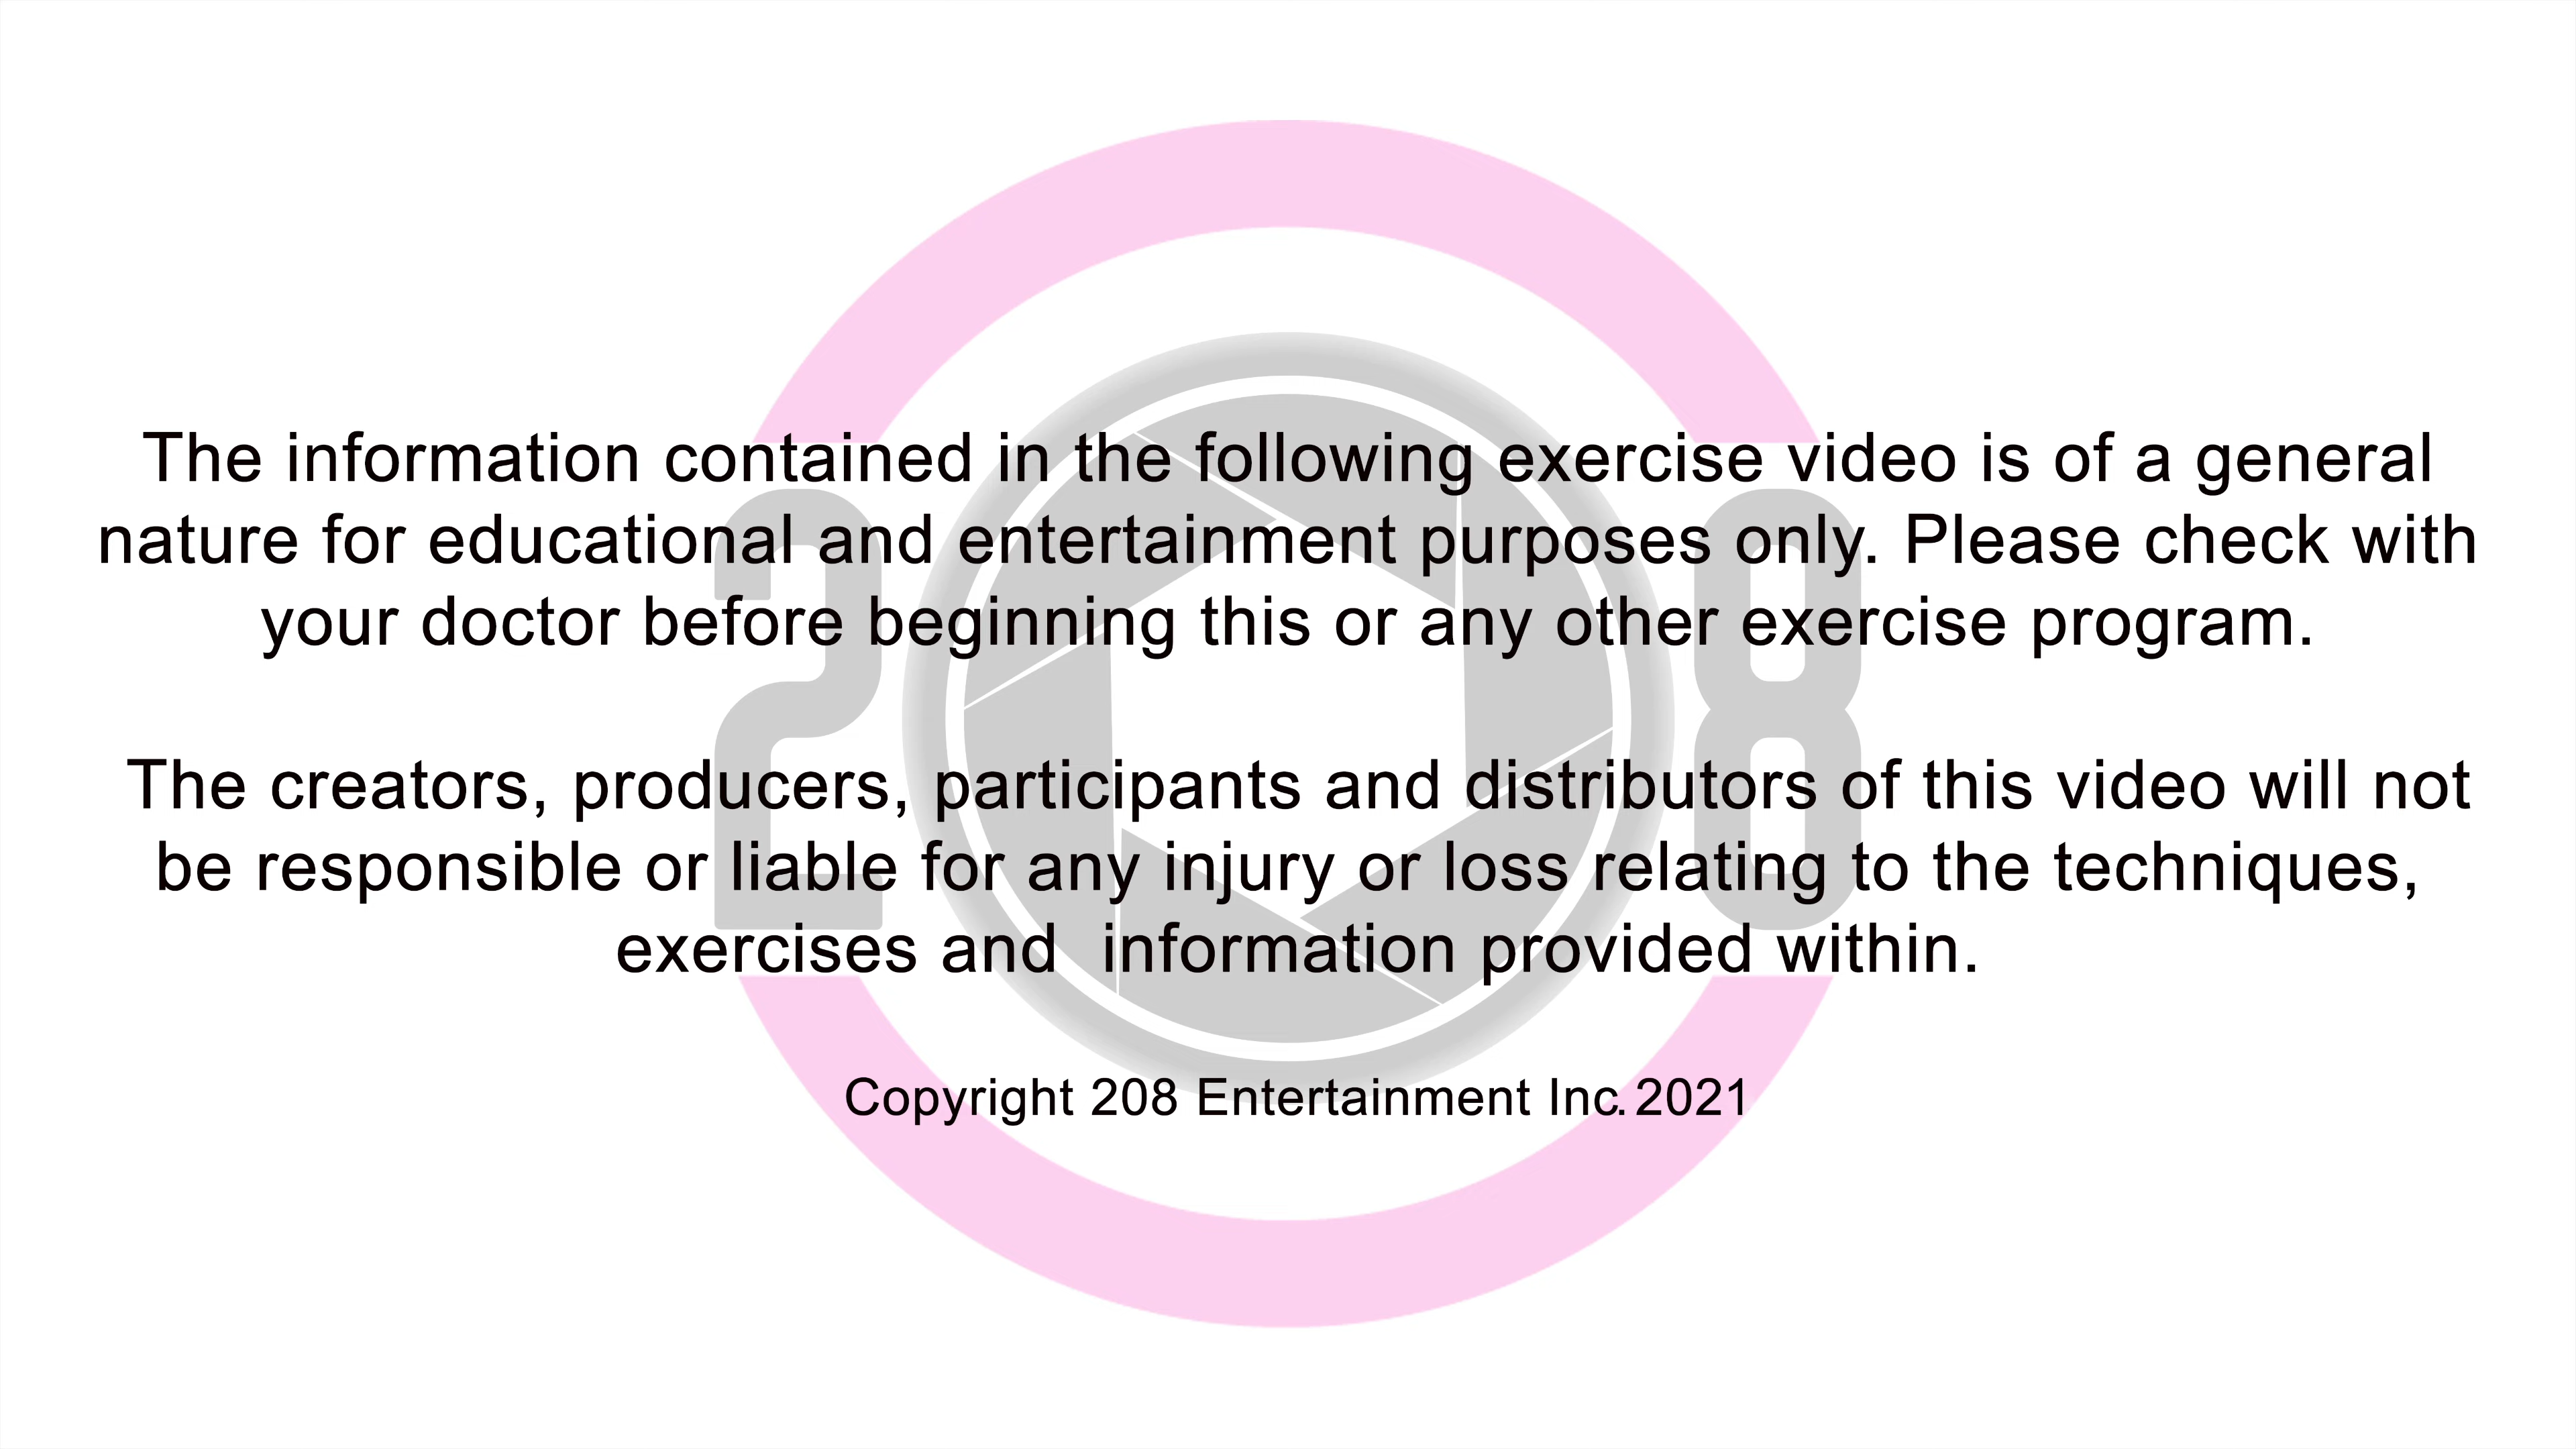 The information contained in the following exercise video is of a general
nature for educational and entertainment purposes only. Please check with
your doctor before beginning this or any other exercise program.
The creators, producers, participants and distributors of this video will not
be responsible or liable for any injury or loss relating to the techniques,
exercises and  information provided within.
Copyright 208 Entertainment Inc. 2021
208